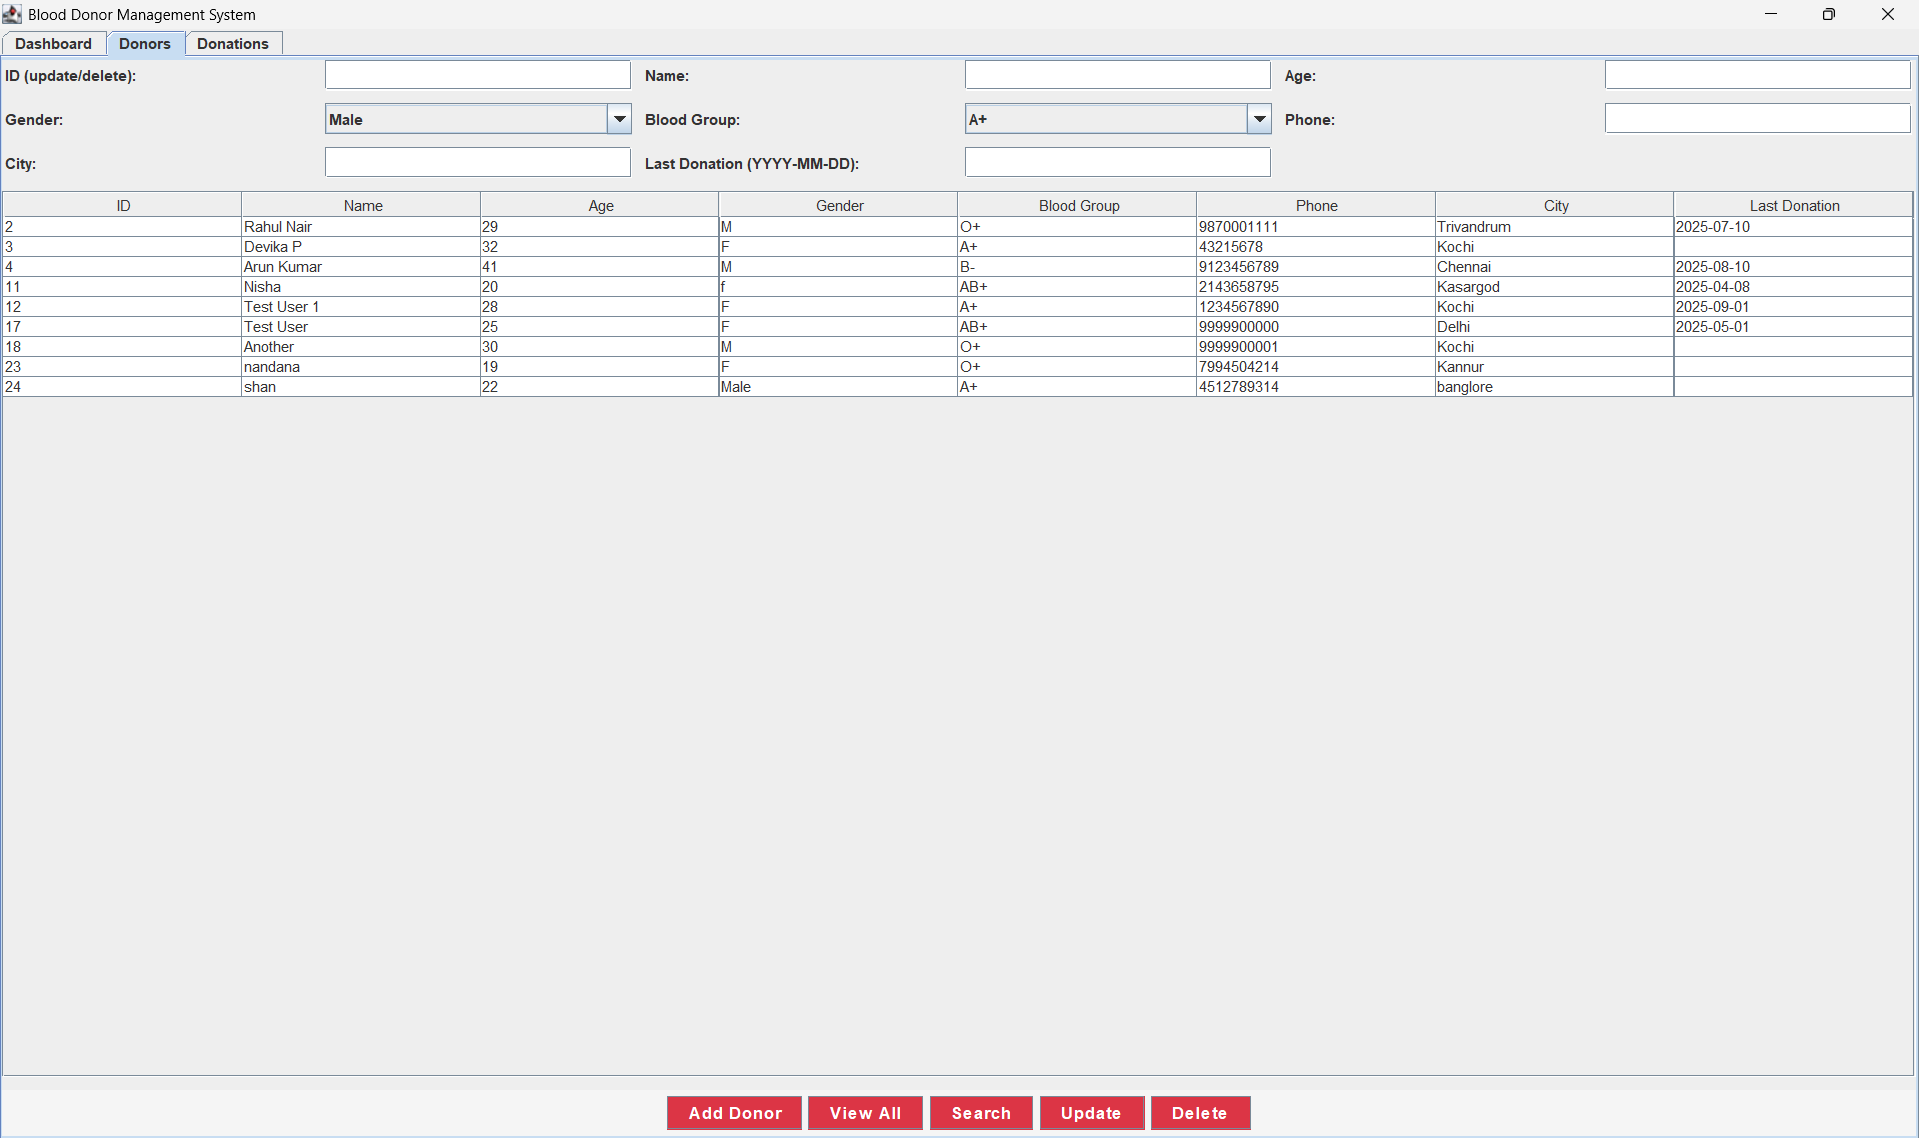 Blood Donor Management System
Dashboard Donors Donations
ID (update/delete): Name: Age:
Gender: Male Blood Group: A+ Phone:
City: Last Donation (YYYY-MM-DD):
ID Name Age Gender Blood Group Phone City Last Donation
2 Rahul Nair 29 M O+ 9870001111 Trivandrum 2025-07-10
3 Devika P 32 F A+ 43215678 Kochi
4 Arun Kumar 41 M B- 9123456789 Chennai 2025-08-10
11 Nisha 20 f AB+ 2143658795 Kasargod 2025-04-08
12 Test User 1 28 F A+ 1234567890 Kochi 2025-09-01
17 Test User 25 F AB+ 9999900000 Delhi 2025-05-01
18 Another 30 M O+ 9999900001 Kochi
23 nandana 19 F O+ 7994504214 Kannur
24 shan 22 Male A+ 4512789314 banglore
Add Donor View All Search Update Delete